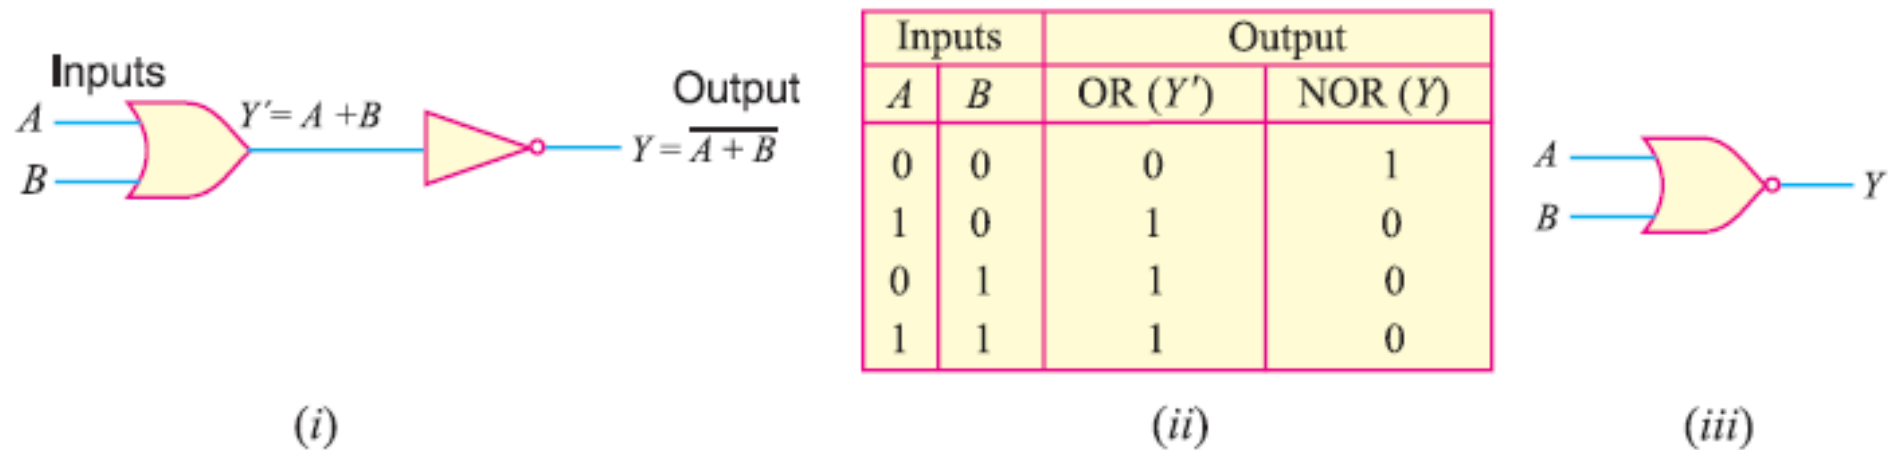 Inputs
A
B
Y′= A +B
Output
Y = \overline{A + B}
(i)
Inputs Output
A B OR (Y′) NOR (Y)
0 0 0 1
1 0 1 0
0 1 1 0
1 1 1 0
(ii)
A
B
Y
(iii)